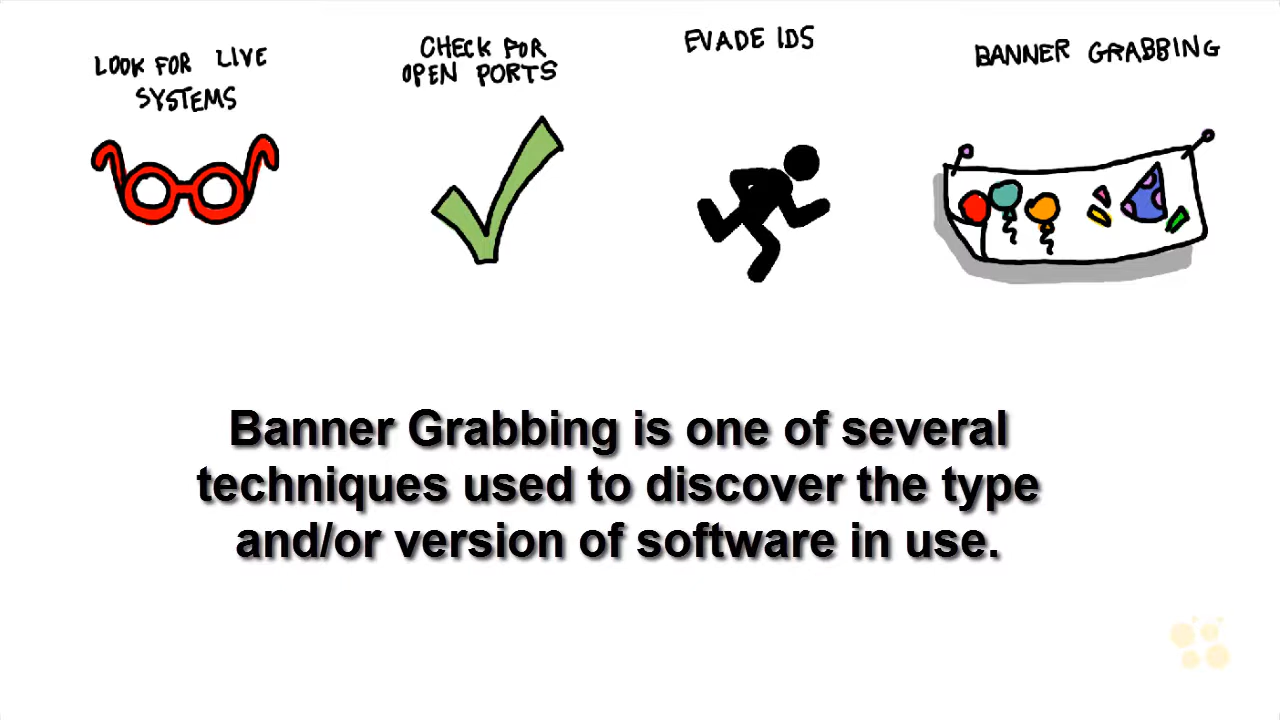 LOOK FOR LIVE
SYSTEMS
CHECK FOR
OPEN PORTS
EVADE IDS
BANNER GRABBING
Banner Grabbing is one of several
techniques used to discover the type
and/or version of software in use.